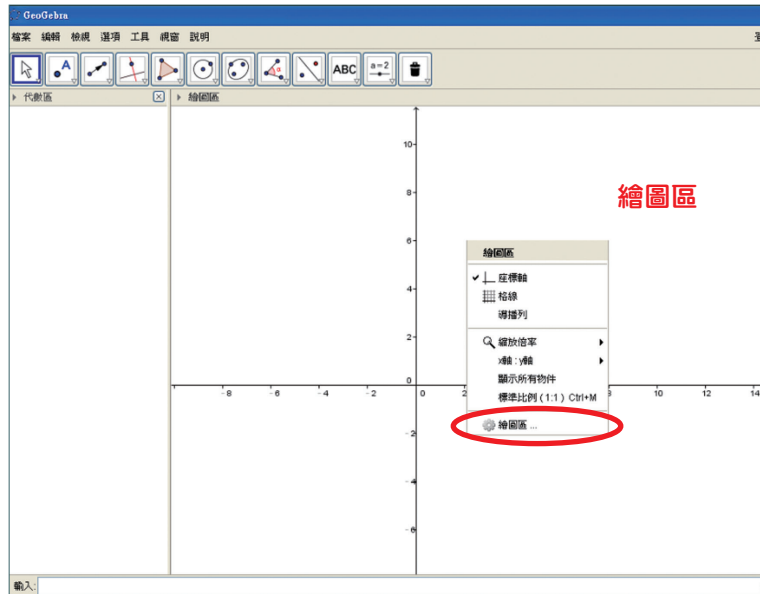 GeoGebra
檔案 編輯 檢視 選項 工具 視窗 說明
A ABC a=2
代數區 繪圖區
10
8
繪圖區
6
繪圖區
座標軸
4
格線
導播列
2
縮放倍率
x軸 : y軸
顯示所有物件
0
標準比例 ( 1:1 ) Ctrl+M
-8 -6 -4 -2 0 2 8 10 12 14
繪圖區 ...
-2
-4
-6
輸入: